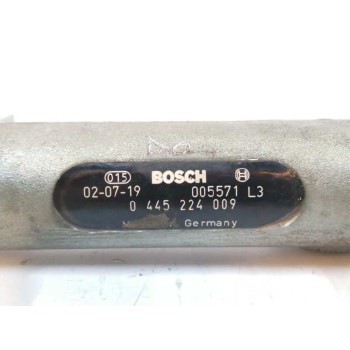 015 BOSCH
02-07-19 005571 L3
0 445 224 009
Germany